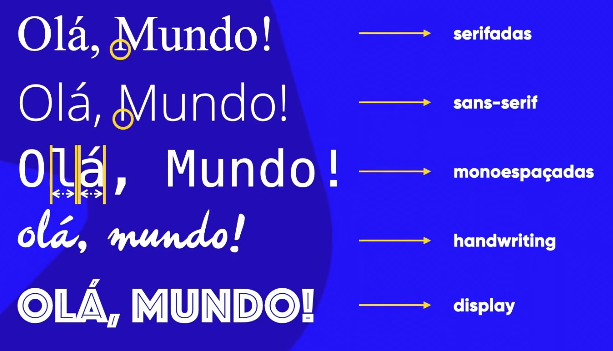 Olá, Mundo! serifadas
Olá, Mundo! sans-serif
Olá, Mundo! monoespaçadas
olá, mundo! handwriting
OLÁ, MUNDO! display